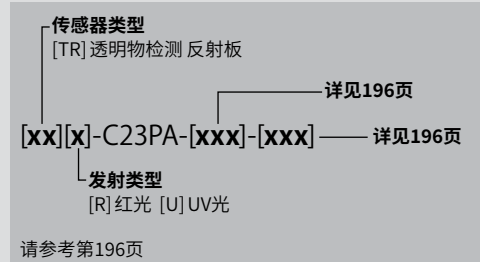 传感器类型
[TR] 透明物检测 反射板
详见196页
[xx][x]-C23PA-[xxx]-[xxx] 详见196页
发射类型
[R] 红光 [U] UV光
请参考第196页